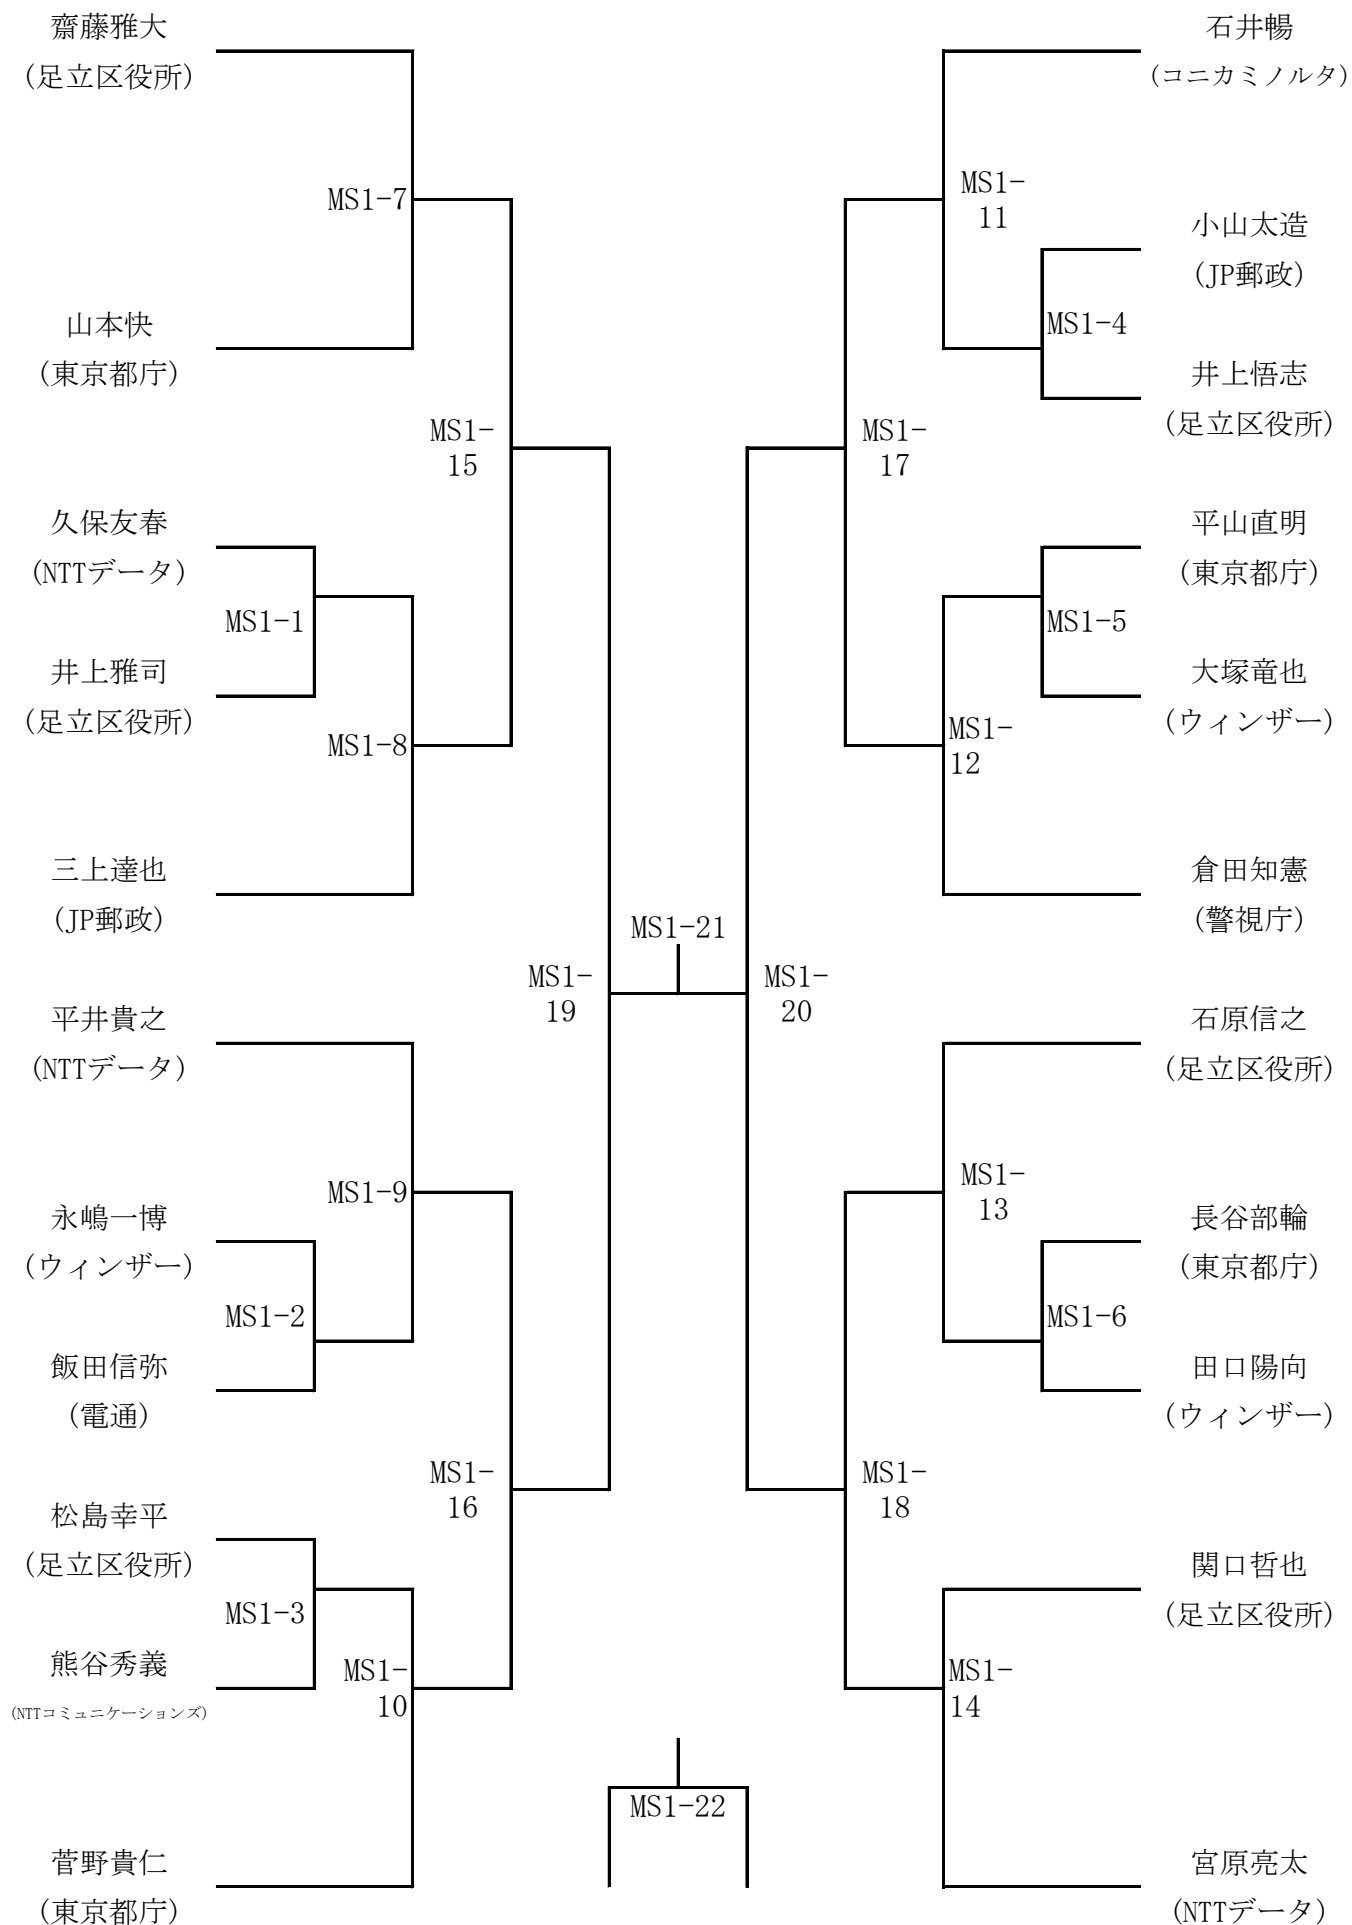 齋藤雅大
(足立区役所)
MS1-7
山本快
(東京都庁)
MS1-
15
久保友春
(NTTデータ)
MS1-1
井上雅司
(足立区役所)
MS1-8
三上達也
(JP郵政)
MS1-
19
平井貴之
(NTTデータ)
MS1-9
永嶋一博
(ウィンザー)
MS1-2
飯田信弥
(電通)
MS1-
16
松島幸平
(足立区役所)
MS1-3
熊谷秀義
(NTTコミュニケーションズ)
MS1-
10
菅野貴仁
(東京都庁)
MS1-21
MS1-22
石井暢
(コニカミノルタ)
MS1-
11
小山太造
(JP郵政)
MS1-4
井上悟志
(足立区役所)
MS1-
17
平山直明
(東京都庁)
MS1-5
大塚竜也
(ウィンザー)
MS1-
12
倉田知憲
(警視庁)
MS1-
20
石原信之
(足立区役所)
MS1-
13
長谷部輪
(東京都庁)
MS1-6
田口陽向
(ウィンザー)
MS1-
18
関口哲也
(足立区役所)
MS1-
14
宮原亮太
(NTTデータ)